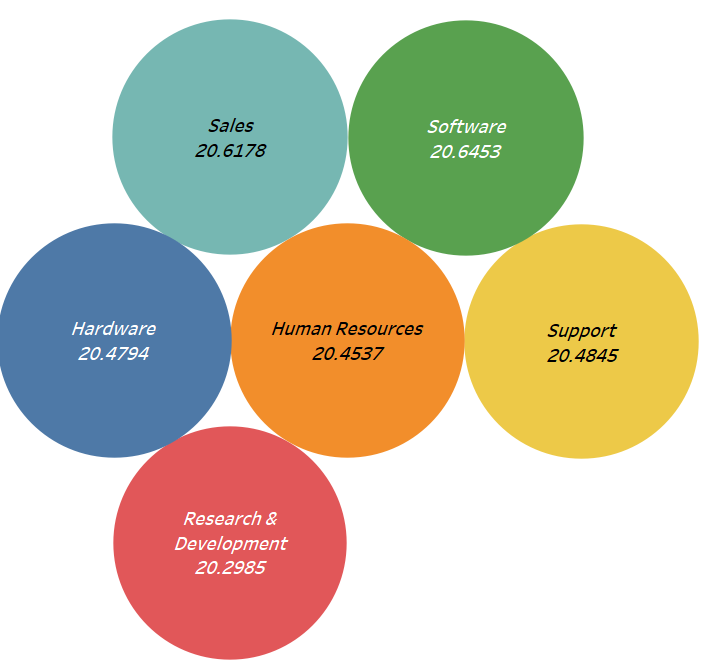 Sales
20.6178
Software
20.6453
Hardware
20.4794
Human Resources
20.4537
Support
20.4845
Research &
Development
20.2985